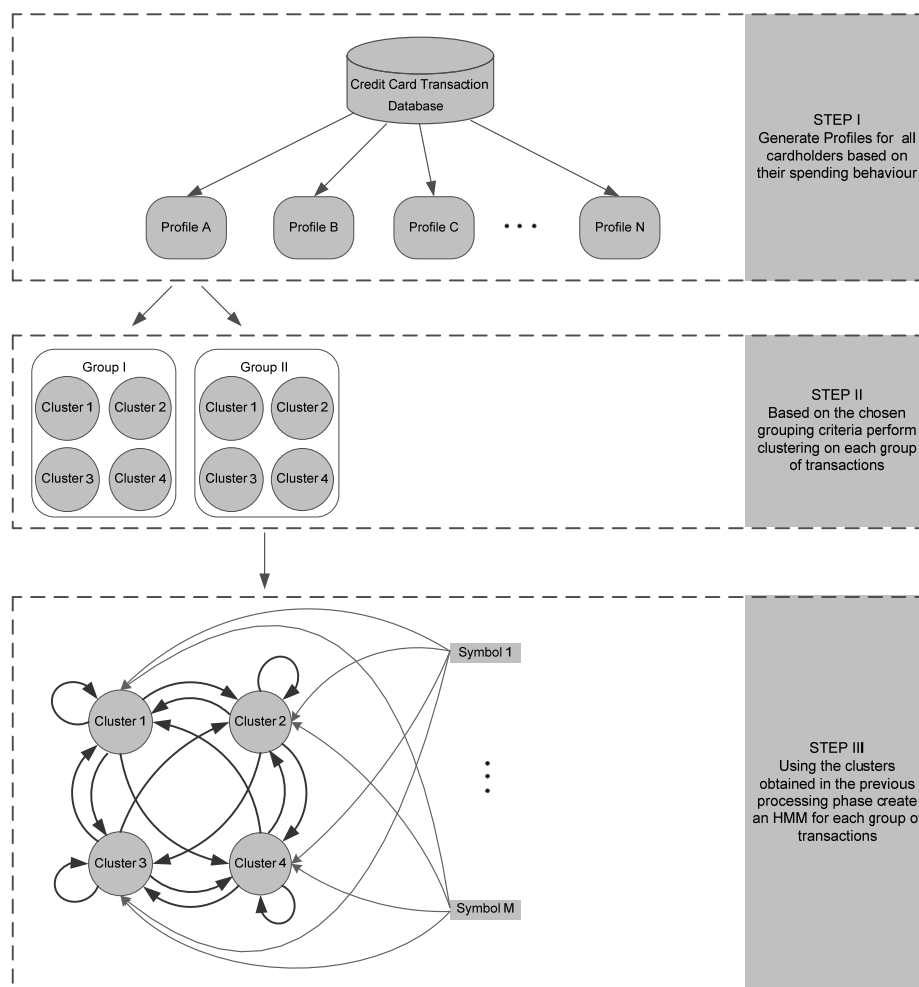 Credit Card Transaction
Database
STEP I
Generate Profiles for all
cardholders based on
their spending behaviour
Profile A
Profile B
Profile C
Profile N
Group I
Cluster 1
Cluster 2
Cluster 3
Cluster 4
Group II
Cluster 1
Cluster 2
Cluster 3
Cluster 4
STEP II
Based on the chosen
grouping criteria perform
clustering on each group
of transactions
Symbol 1
Cluster 1
Cluster 2
Cluster 3
Cluster 4
Symbol M
STEP III
Using the clusters
obtained in the previous
processing phase create
an HMM for each group of
transactions